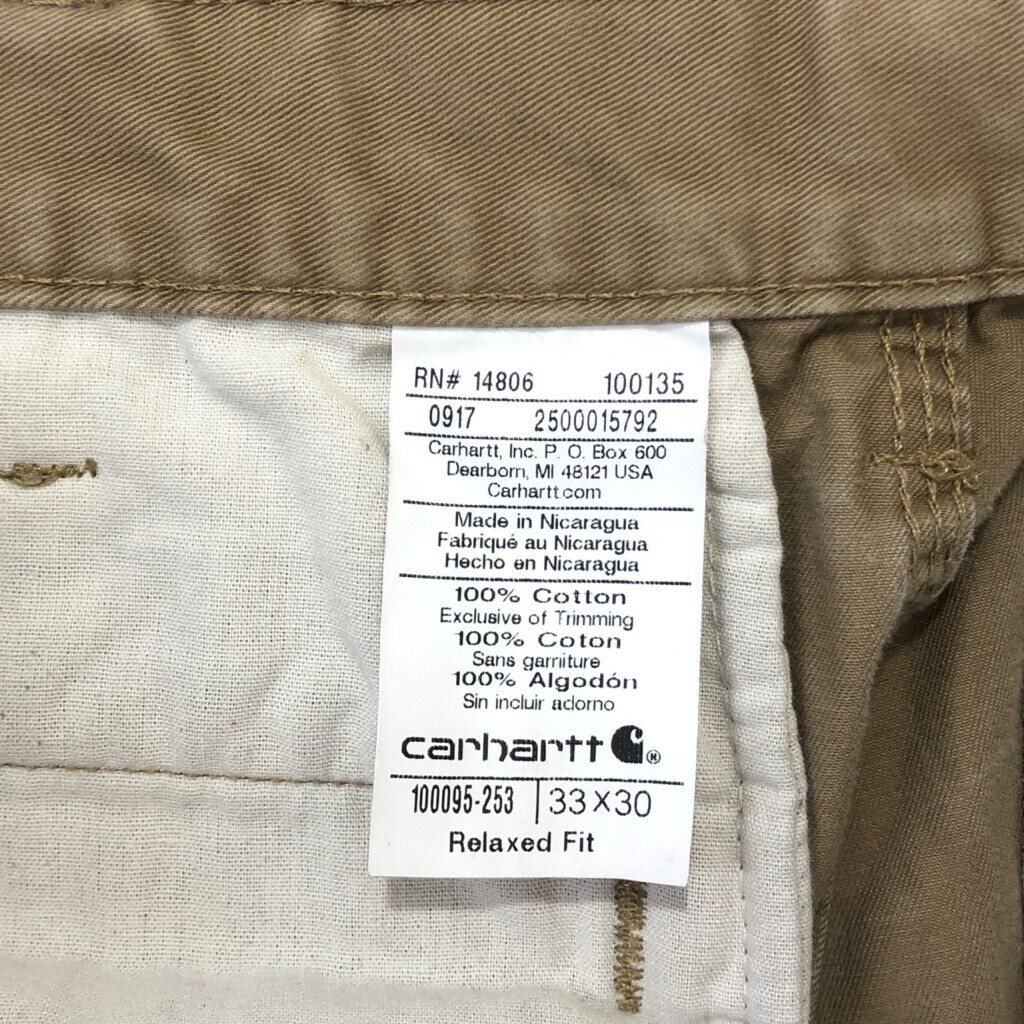 RN# 14806 100135
0917 2500015792
Carhartt, Inc. P. O. Box 600
Dearborn, MI 48121 USA
Carhartt.com
Made in Nicaragua
Fabriqué au Nicaragua
Hecho en Nicaragua
100% Cotton
Exclusive of Trimming
100% Coton
Sans garniture
100% Algodón
Sin incluir adorno
carhartt ®
100095-253 33X30
Relaxed Fit